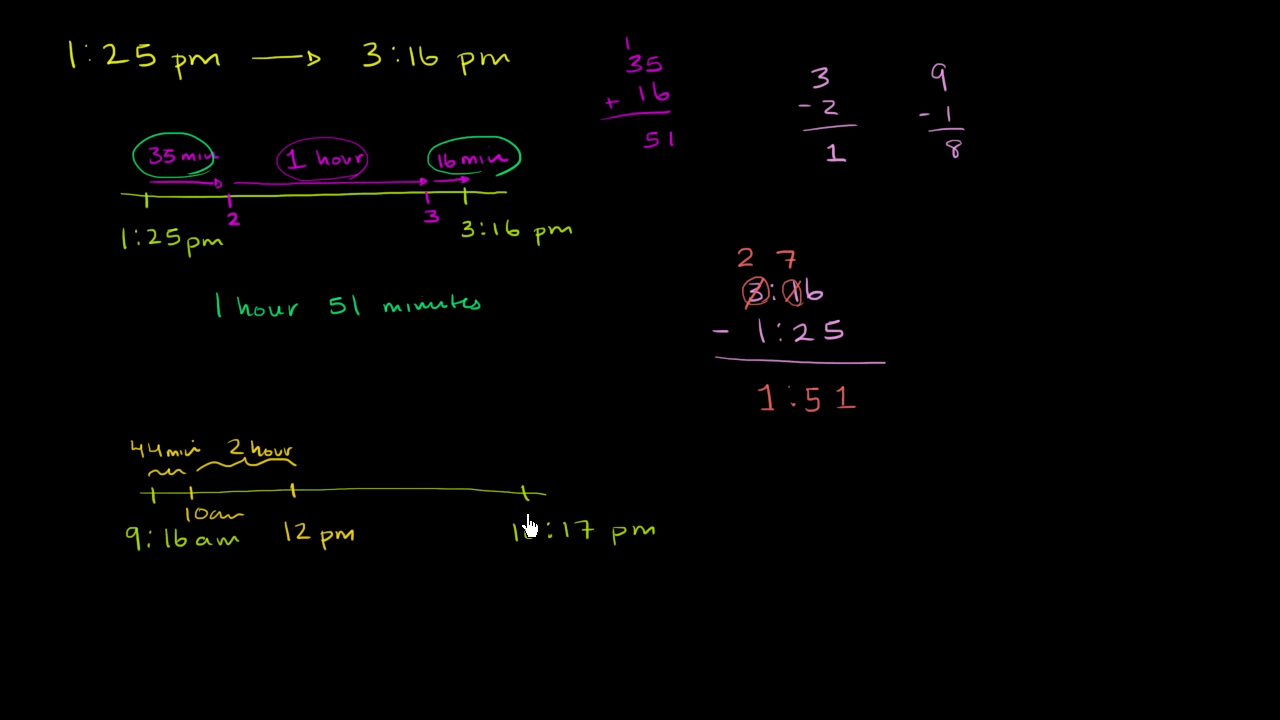 1:25 pm → 3:16 pm
1
35
+ 16
51
3
- 2
1
9
- 1
8
35 min 1 hour 16 min
2 3
1:25 pm 3:16 pm
1 hour 51 minutes
2 7
3:16
- 1:25
1:51
44 min 2 hour
10 am
9:16 am 12 pm :17 pm